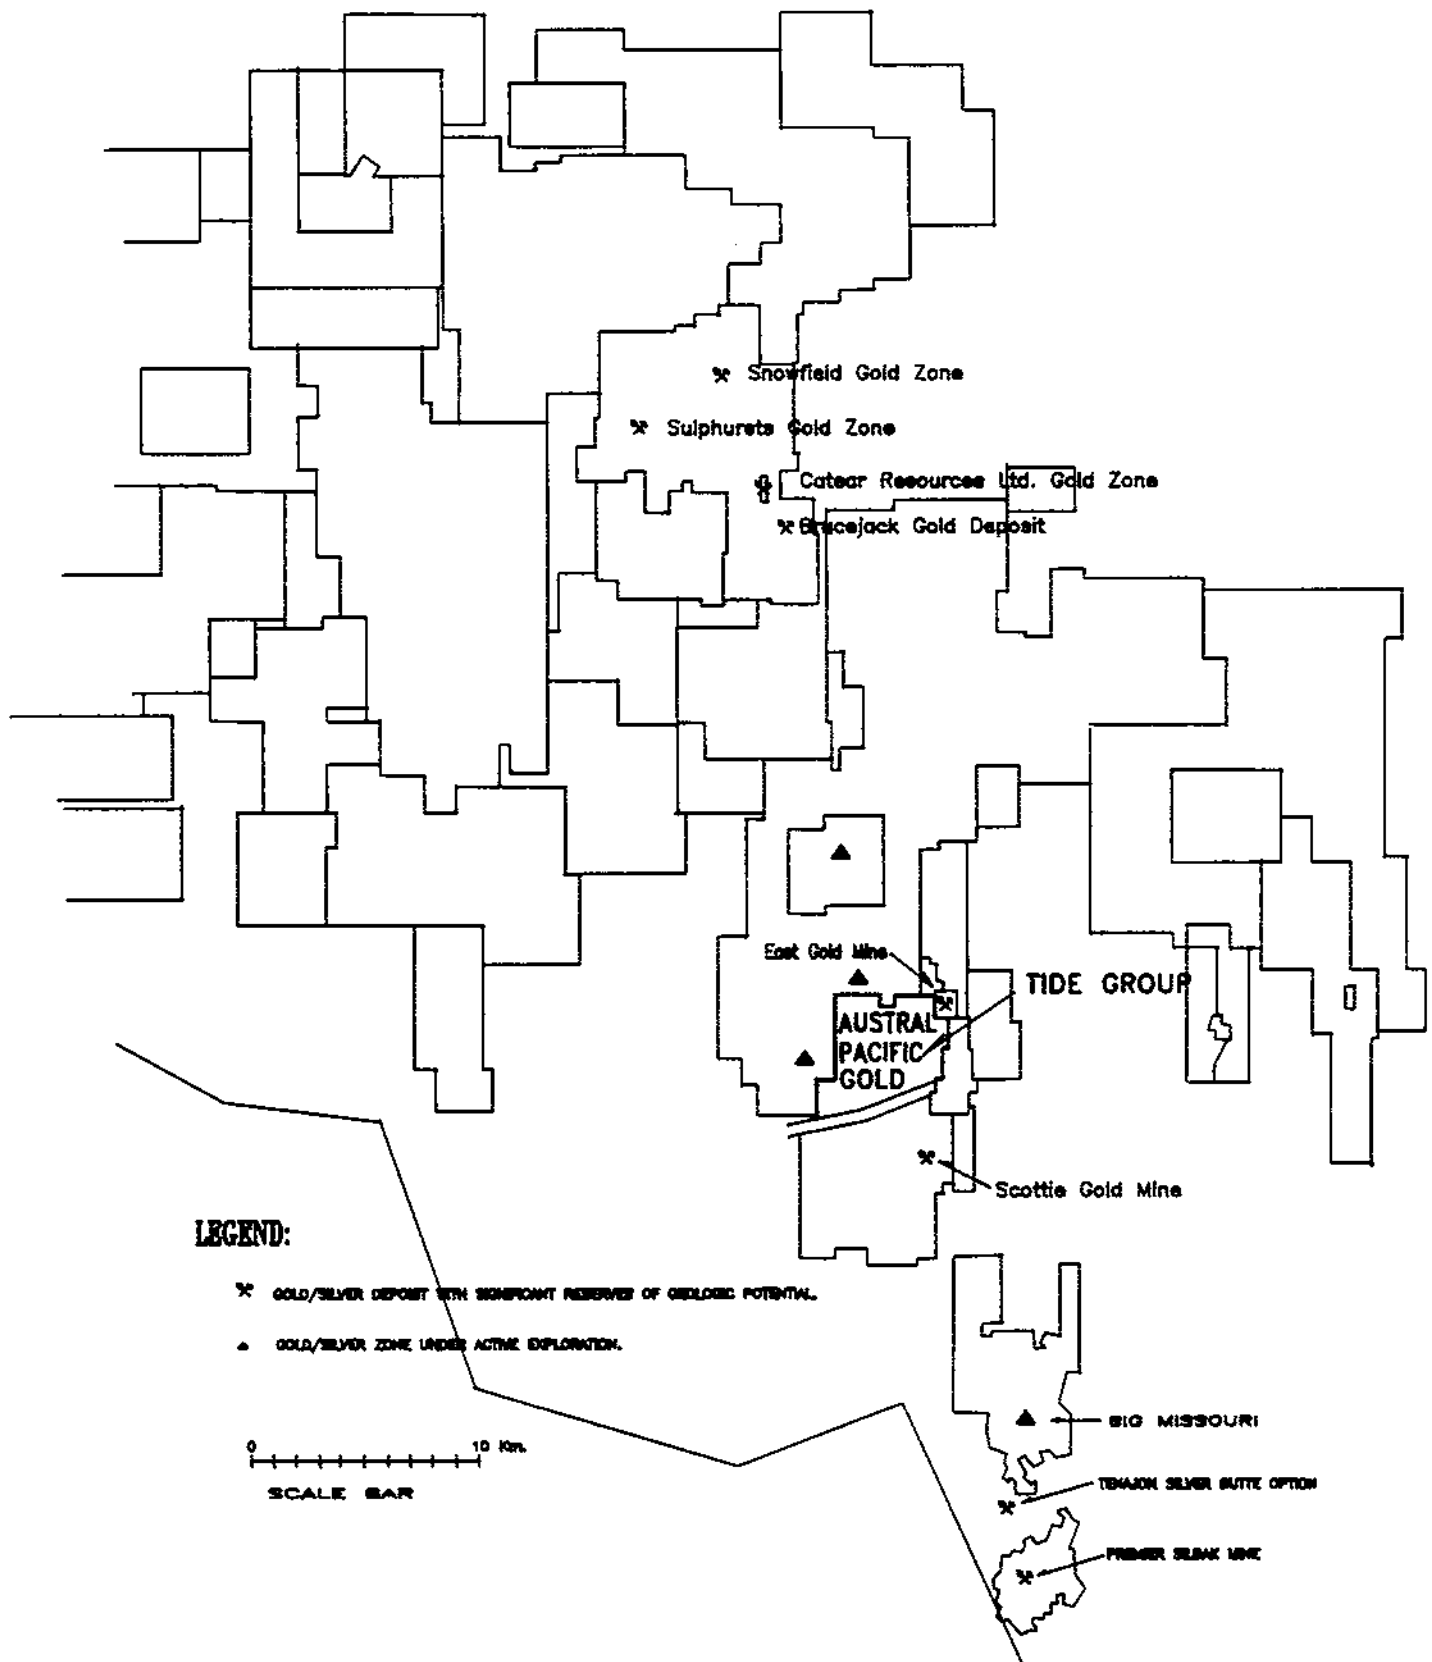 Snowfield Gold Zone
Sulphurets Gold Zone
Catear Resources Ltd. Gold Zone
Brucejack Gold Deposit
East Gold Mine
TIDE GROUP
AUSTRAL
PACIFIC
GOLD
Scottie Gold Mine
LEGEND:
GOLD/SILVER DEPOSIT WITH SIGNIFICANT RESERVES OF GEOLOGIC POTENTIAL.
GOLD/SILVER ZONE UNDER ACTIVE EXPLORATION.
0 10 Km.
SCALE BAR
BIG MISSOURI
TENAJON SILVER BUTTE OPTION
PREMIER SILBAK MINE